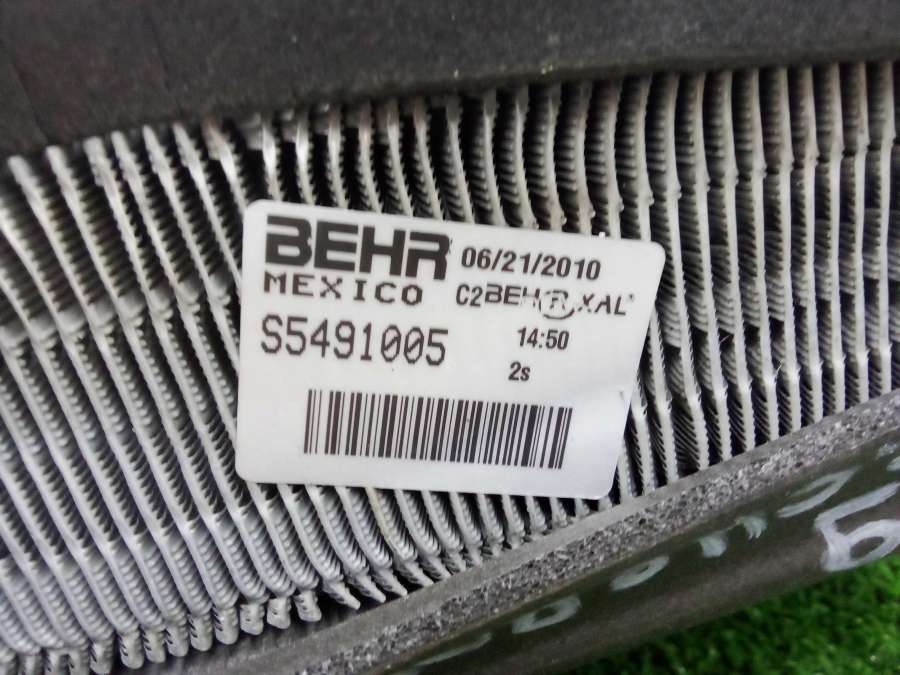 BEHR 06/21/2010
MEXICO C2BEHR®XAL®
S5491005 14:50
2s